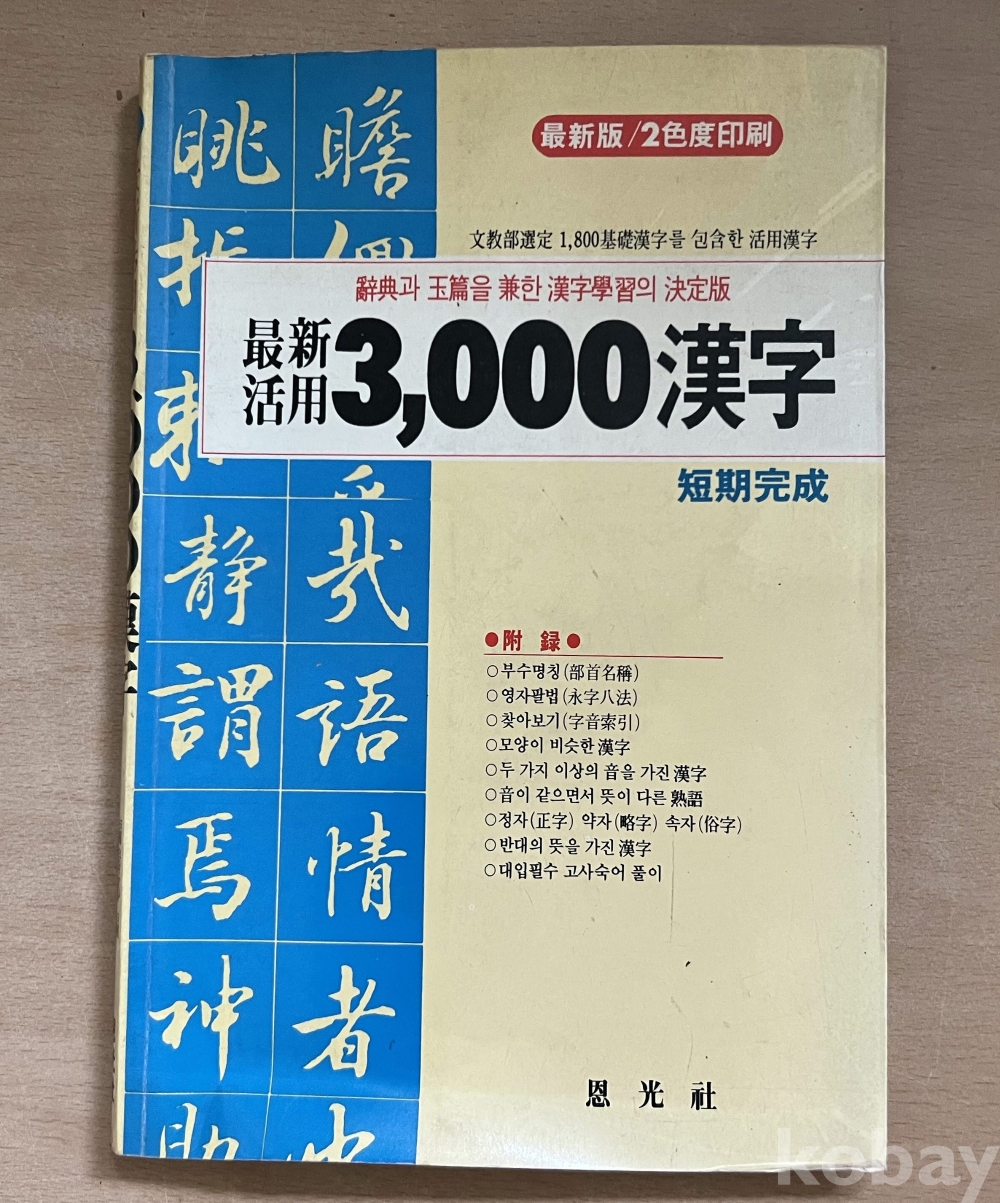 最新版/2色度印刷
文教部選定 1,800基礎漢字를 包含한 活用漢字
辭典과 玉篇을 兼한 漢字學習의 決定版
最新
活用
3,000漢字
短期完成
●附 録●
○부수명칭(部首名稱)
○영자팔법(永字八法)
○찾아보기(字音索引)
○모양이 비슷한 漢字
○두 가지 이상의 音을 가진 漢字
○音이 같으면서 뜻이 다른 熟語
○정자(正字) 약자(略字) 속자(俗字)
○반대의 뜻을 가진 漢字
○대입필수 고사숙어 풀이
恩光社
眺 瞻
指
射
静 哉
謂 語
焉 情
神 者
助
kobay